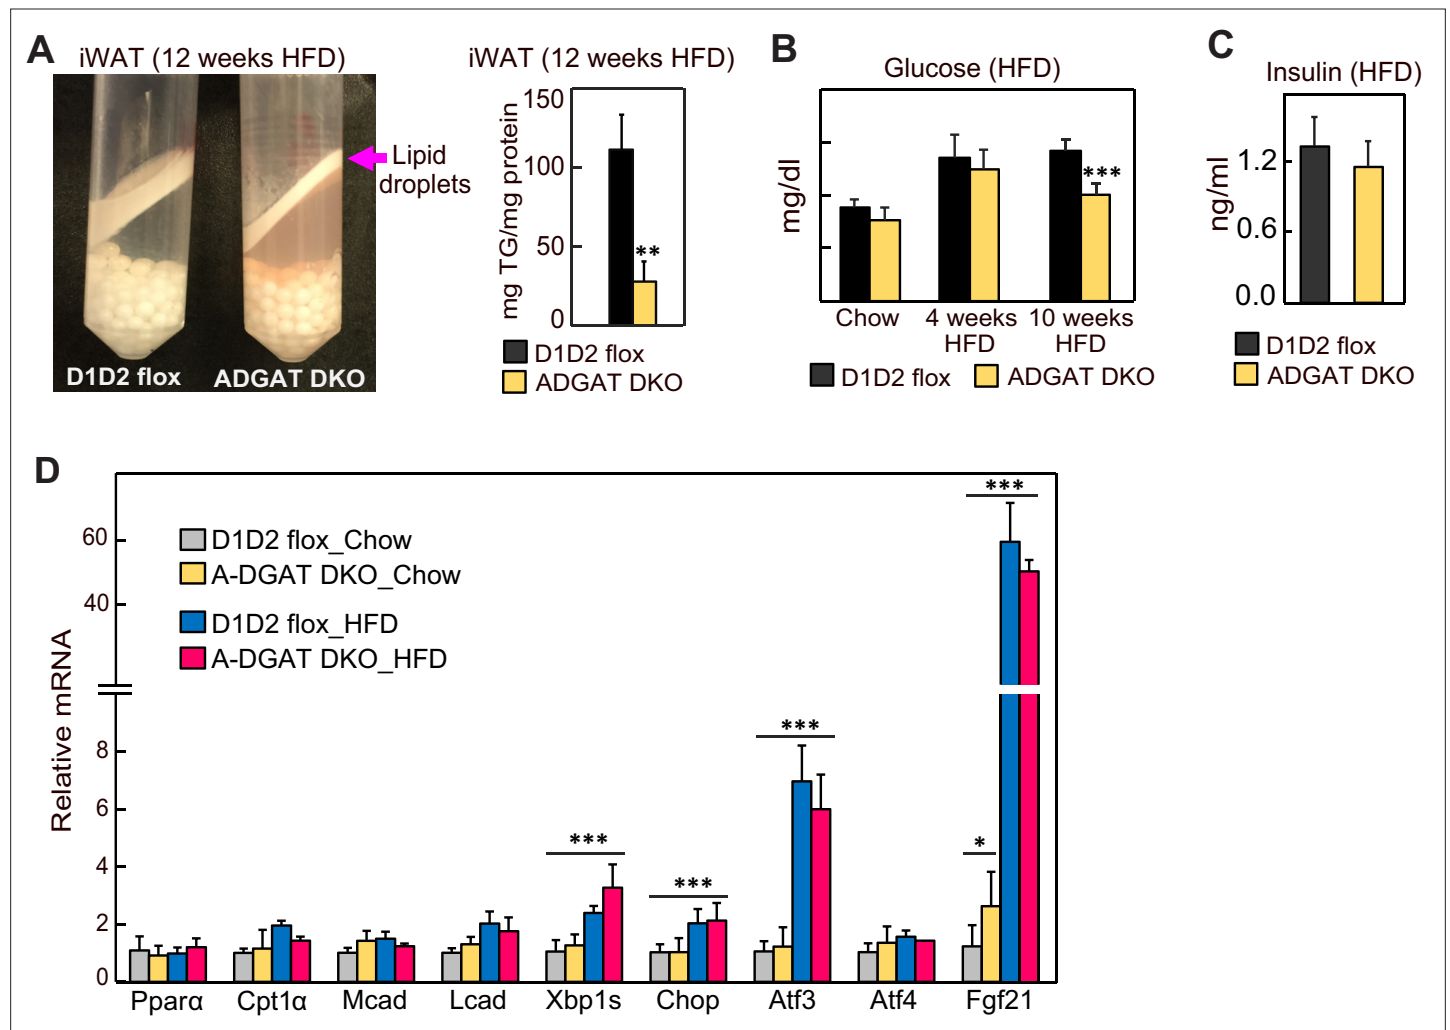 A
iWAT (12 weeks HFD)
Lipid
droplets
D1D2 flox
ADGAT DKO
iWAT (12 weeks HFD)
mg TG/mg protein
150
100
50
0
**
D1D2 flox
ADGAT DKO
B
Glucose (HFD)
mg/dl
***
Chow
4 weeks
HFD
10 weeks
HFD
D1D2 flox
ADGAT DKO
C
Insulin (HFD)
ng/ml
1.2
0.6
0.0
D1D2 flox
ADGAT DKO
D
Relative mRNA
60
40
8
6
4
2
0
D1D2 flox_Chow
A-DGAT DKO_Chow
D1D2 flox_HFD
A-DGAT DKO_HFD
***
***
***
*
***
Pparα
Cpt1α
Mcad
Lcad
Xbp1s
Chop
Atf3
Atf4
Fgf21